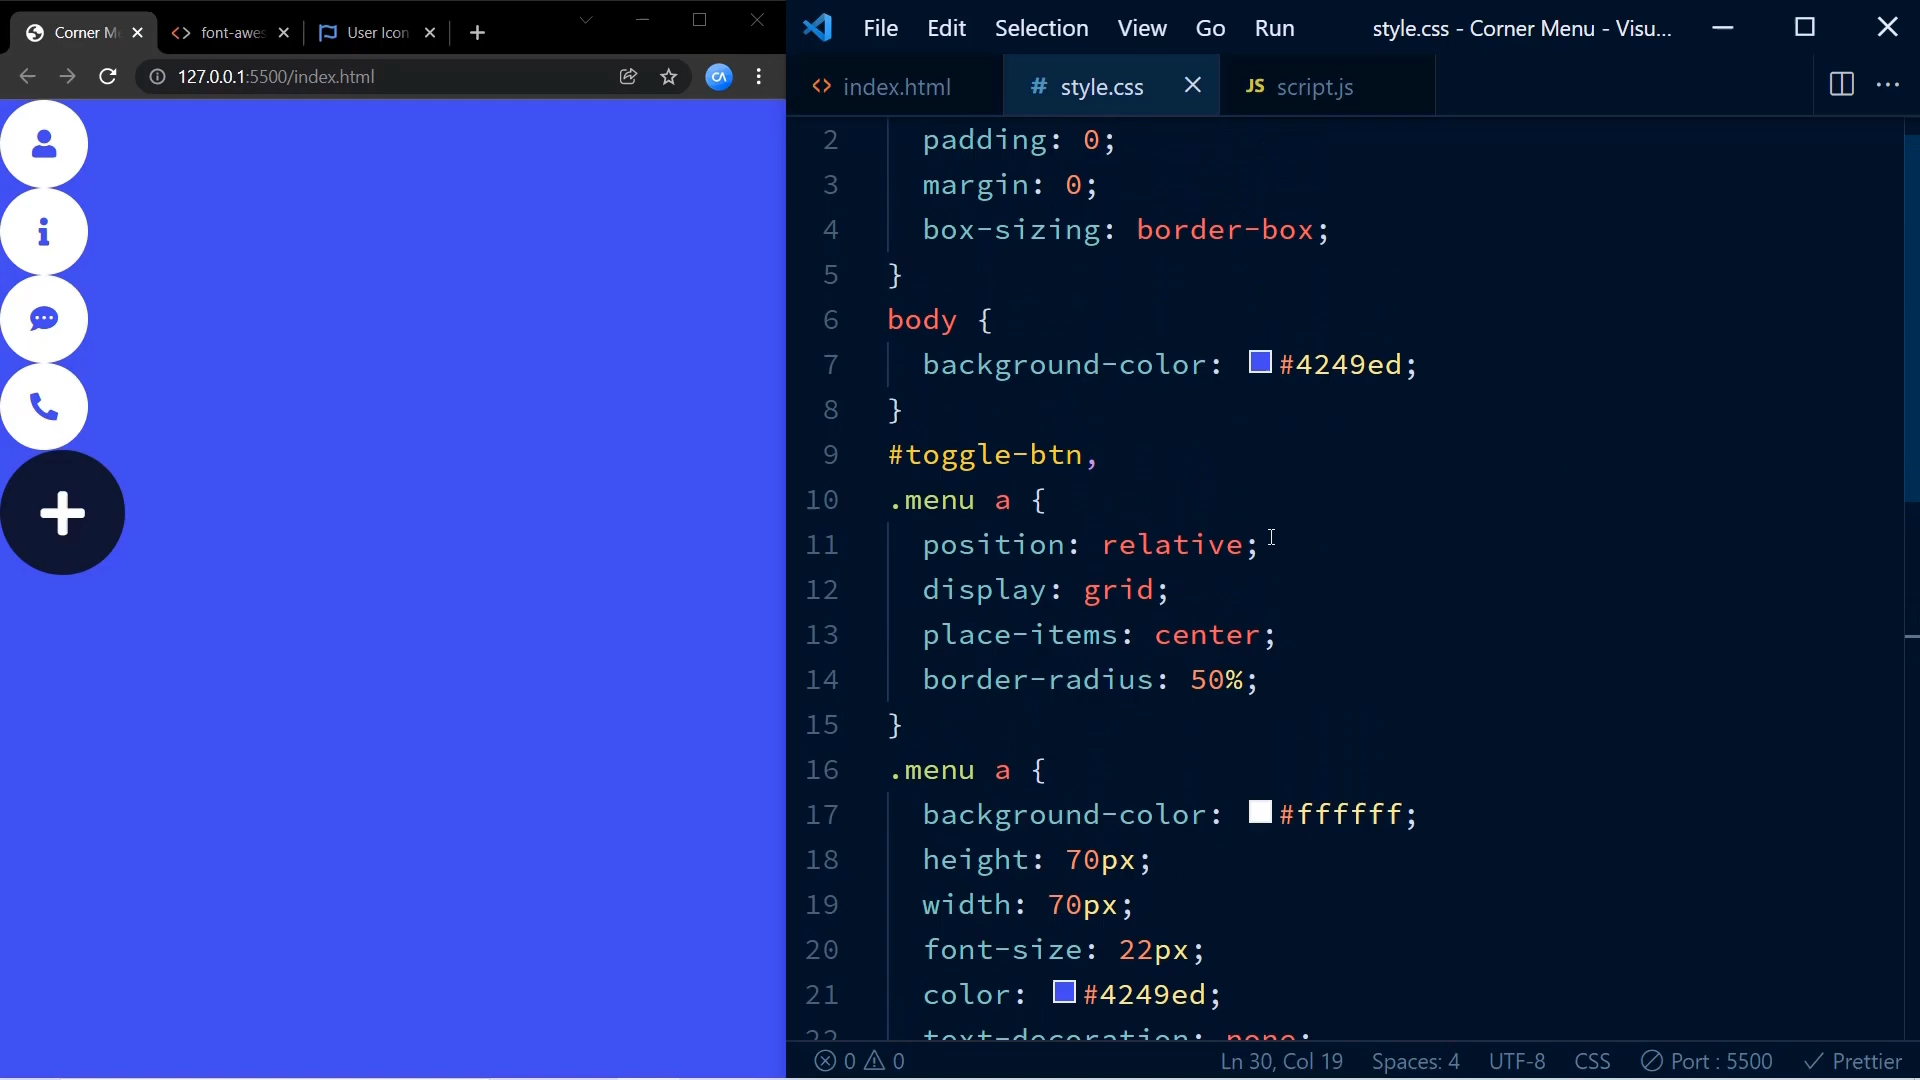 Corner M
font-awes
User Icon
127.0.0.1:5500/index.html
CA
File Edit Selection View Go Run
style.css - Corner Menu - Visu...
<> index.html
# style.css
JS script.js
2 padding: 0;
3 margin: 0;
4 box-sizing: border-box;
5 }
6 body {
7 background-color: #4249ed;
8 }
9 #toggle-btn,
10 .menu a {
11 position: relative;
12 display: grid;
13 place-items: center;
14 border-radius: 50%;
15 }
16 .menu a {
17 background-color: #ffffff;
18 height: 70px;
19 width: 70px;
20 font-size: 22px;
21 color: #4249ed;
22 text-decoration: none;
0 0
Ln 30, Col 19 Spaces: 4 UTF-8 CSS Port : 5500 Prettier